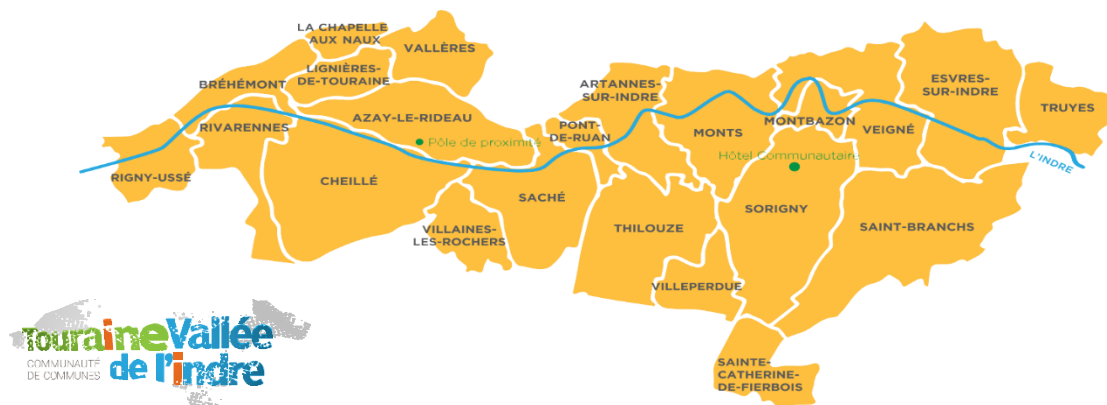 LA CHAPELLE
AUX NAUX
VALLÈRES
LIGNIÈRES-
DE-TOURAINE
BRÉHÉMONT
RIVARENNES
AZAY-LE-RIDEAU
Pôle de proximité
RIGNY-USSÉ
CHEILLÉ
VILLAINES-
LES-ROCHERS
SACHÉ
PONT-
DE-RUAN
ARTANNES-
SUR-INDRE
MONTS
MONTBAZON
VEIGNÉ
ESVRES-
SUR-INDRE
TRUYES
L'INDRE
Hôtel Communautaire
SORIGNY
SAINT-BRANCHS
THILOUZE
VILLEPERDUE
SAINTE-
CATHERINE-
DE-FIERBOIS
Touraine Vallée
COMMUNAUTÉ
DE COMMUNES
de l'indre